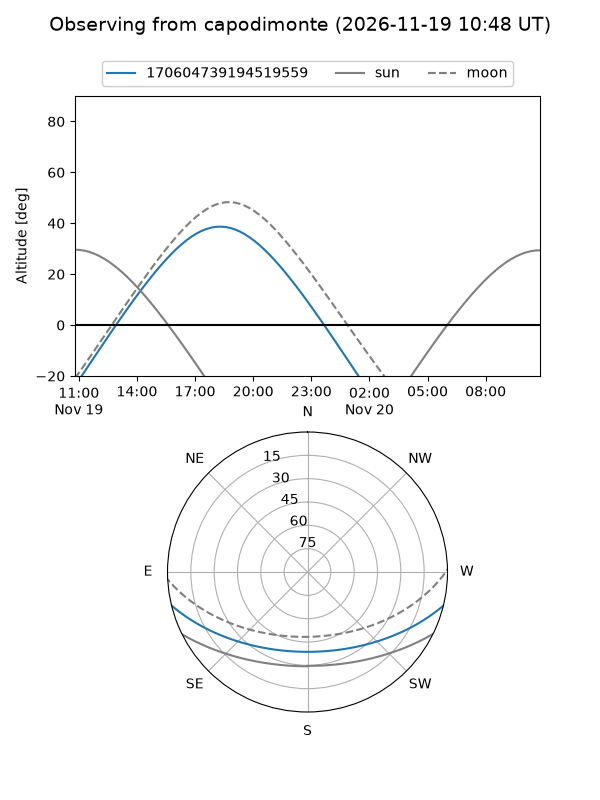 Observing from capodimonte (2026-11-19 10:48 UT)
170604739194519559 sun moon
Altitude [deg]
80
60
40
20
0
−20
11:00 14:00 17:00 20:00 23:00 02:00 05:00 08:00
Nov 19 Nov 20
N
NE NW
15
30
45
60
75
E W
SE SW
S